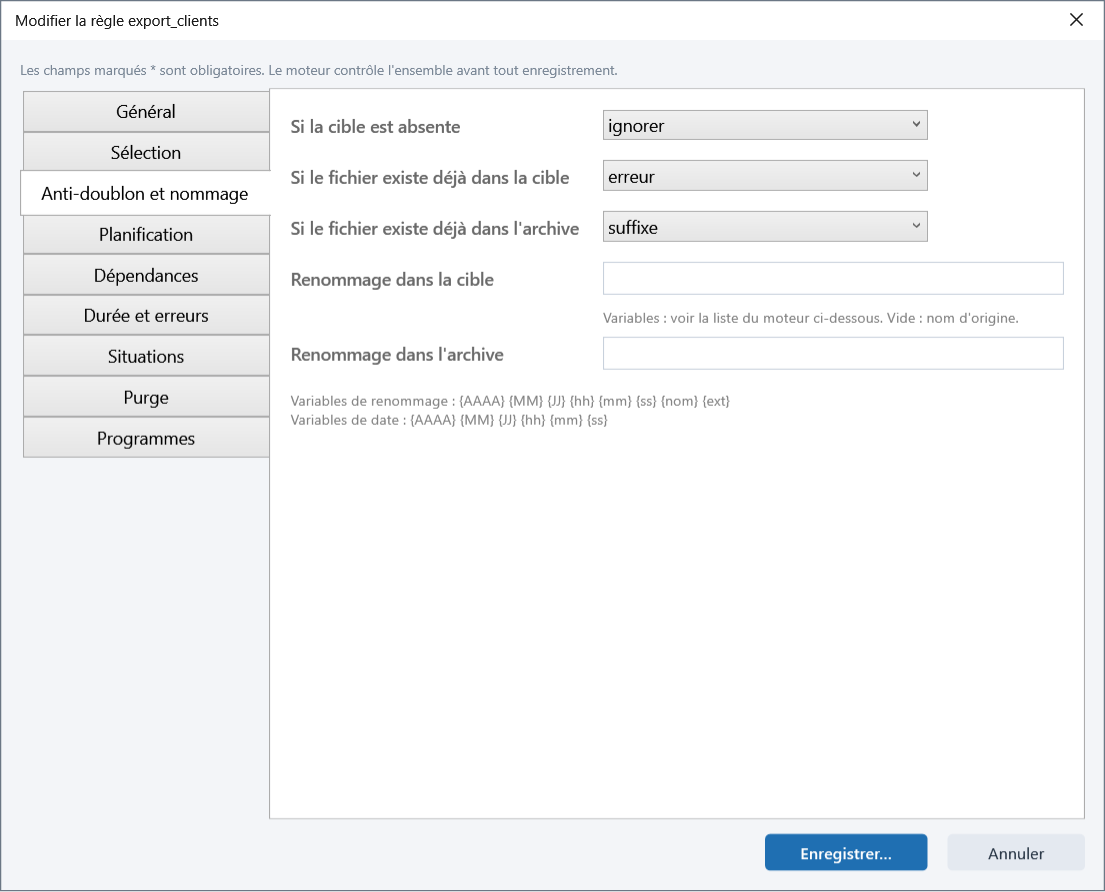 Modifier la règle export_clients
Les champs marqués * sont obligatoires. Le moteur contrôle l'ensemble avant tout enregistrement.
Général
Sélection
Anti-doublon et nommage
Planification
Dépendances
Durée et erreurs
Situations
Purge
Programmes
Si la cible est absente
ignorer
Si le fichier existe déjà dans la cible
erreur
Si le fichier existe déjà dans l'archive
suffixe
Renommage dans la cible
Variables : voir la liste du moteur ci-dessous. Vide : nom d'origine.
Renommage dans l'archive
Variables de renommage : {AAAA} {MM} {JJ} {hh} {mm} {ss} {nom} {ext}
Variables de date : {AAAA} {MM} {JJ} {hh} {mm} {ss}
Enregistrer...
Annuler